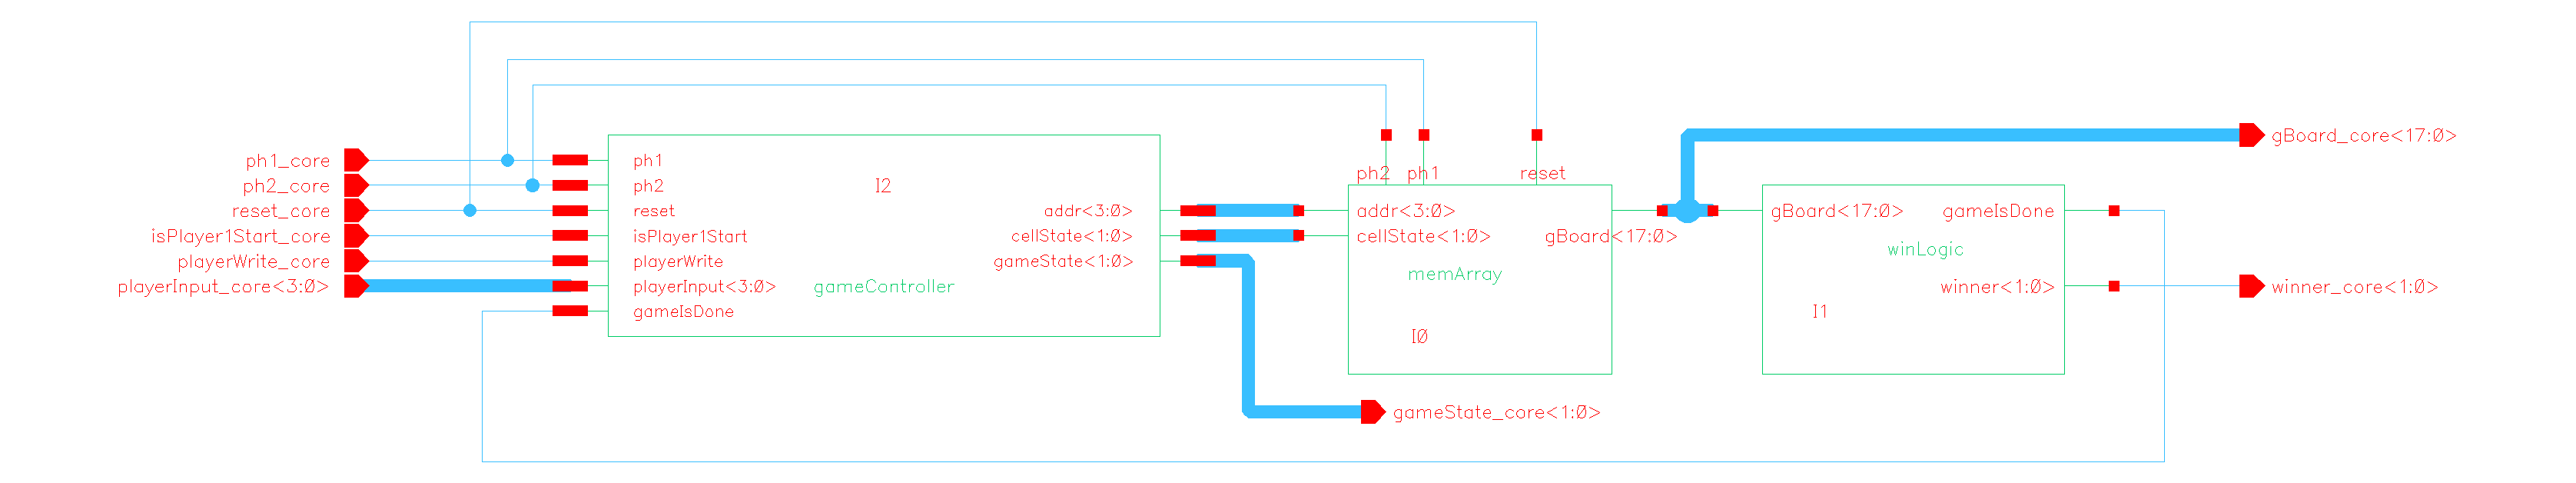 ph1_core
ph2_core
reset_core
isPlayer1Start_core
playerWrite_core
playerInput_core<3:0>
ph1
ph2
reset
isPlayer1Start
playerWrite
playerInput<3:0>
gameIsDone
I2
gameController
addr<3:0>
cellState<1:0>
gameState<1:0>
ph2
ph1
reset
addr<3:0>
cellState<1:0>
gBoard<17:0>
memArray
I0
gameState_core<1:0>
gBoard<17:0>
gameIsDone
winLogic
winner<1:0>
I1
gBoard_core<17:0>
winner_core<1:0>